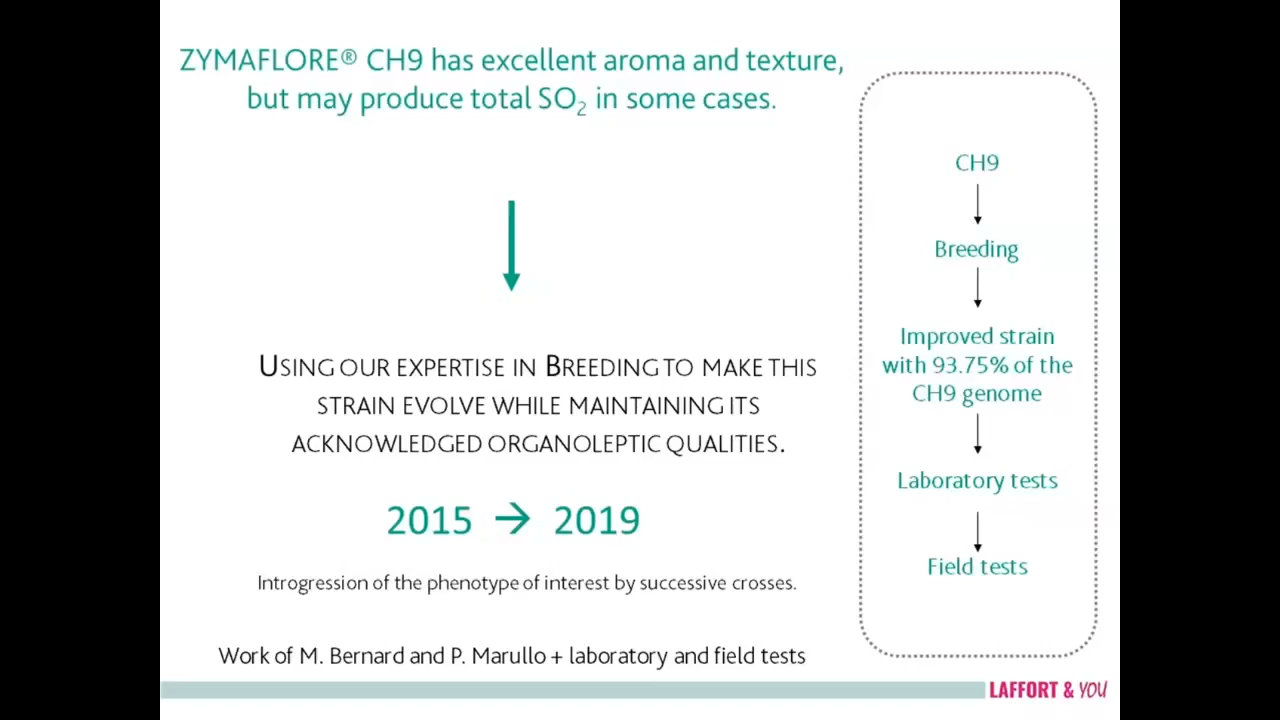 ZYMAFLORE® CH9 has excellent aroma and texture,
but may produce total SO₂ in some cases.
USING OUR EXPERTISE IN BREEDING TO MAKE THIS
STRAIN EVOLVE WHILE MAINTAINING ITS
ACKNOWLEDGED ORGANOLEPTIC QUALITIES.
2015 → 2019
Introgression of the phenotype of interest by successive crosses.
Work of M. Bernard and P. Marullo + laboratory and field tests
CH9
Breeding
Improved strain
with 93.75% of the
CH9 genome
Laboratory tests
Field tests
LAFFORT & YOU